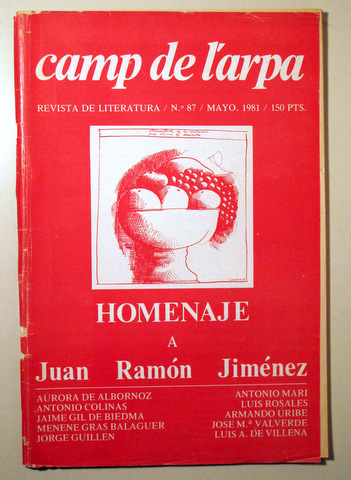 camp de l'arpa
REVISTA DE LITERATURA / N.º 87 / MAYO. 1981 / 150 PTS.
HOMENAJE
A
Juan Ramón Jiménez
AURORA DE ALBORNOZ
ANTONIO COLINAS
JAIME GIL DE BIEDMA
MENENE GRAS BALAGUER
JORGE GUILLEN
ANTONIO MARI
LUIS ROSALES
ARMANDO URIBE
JOSE M.ª VALVERDE
LUIS A. DE VILLENA